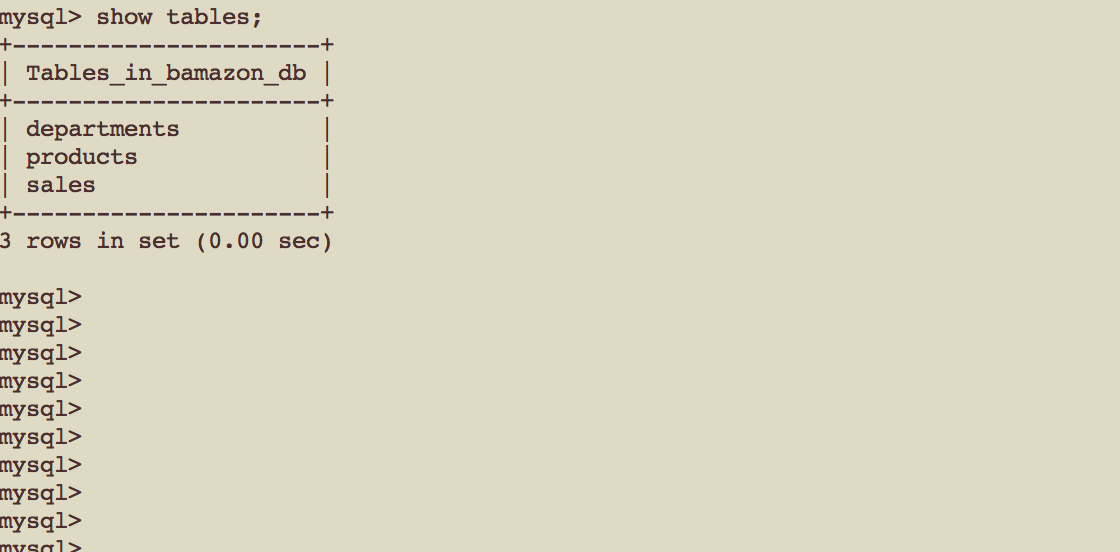 mysql> show tables;
+----------------------+
| Tables_in_bamazon_db |
+----------------------+
| departments          |
| products             |
| sales                |
+----------------------+
3 rows in set (0.00 sec)
mysql>
mysql>
mysql>
mysql>
mysql>
mysql>
mysql>
mysql>
mysql>
mysql>